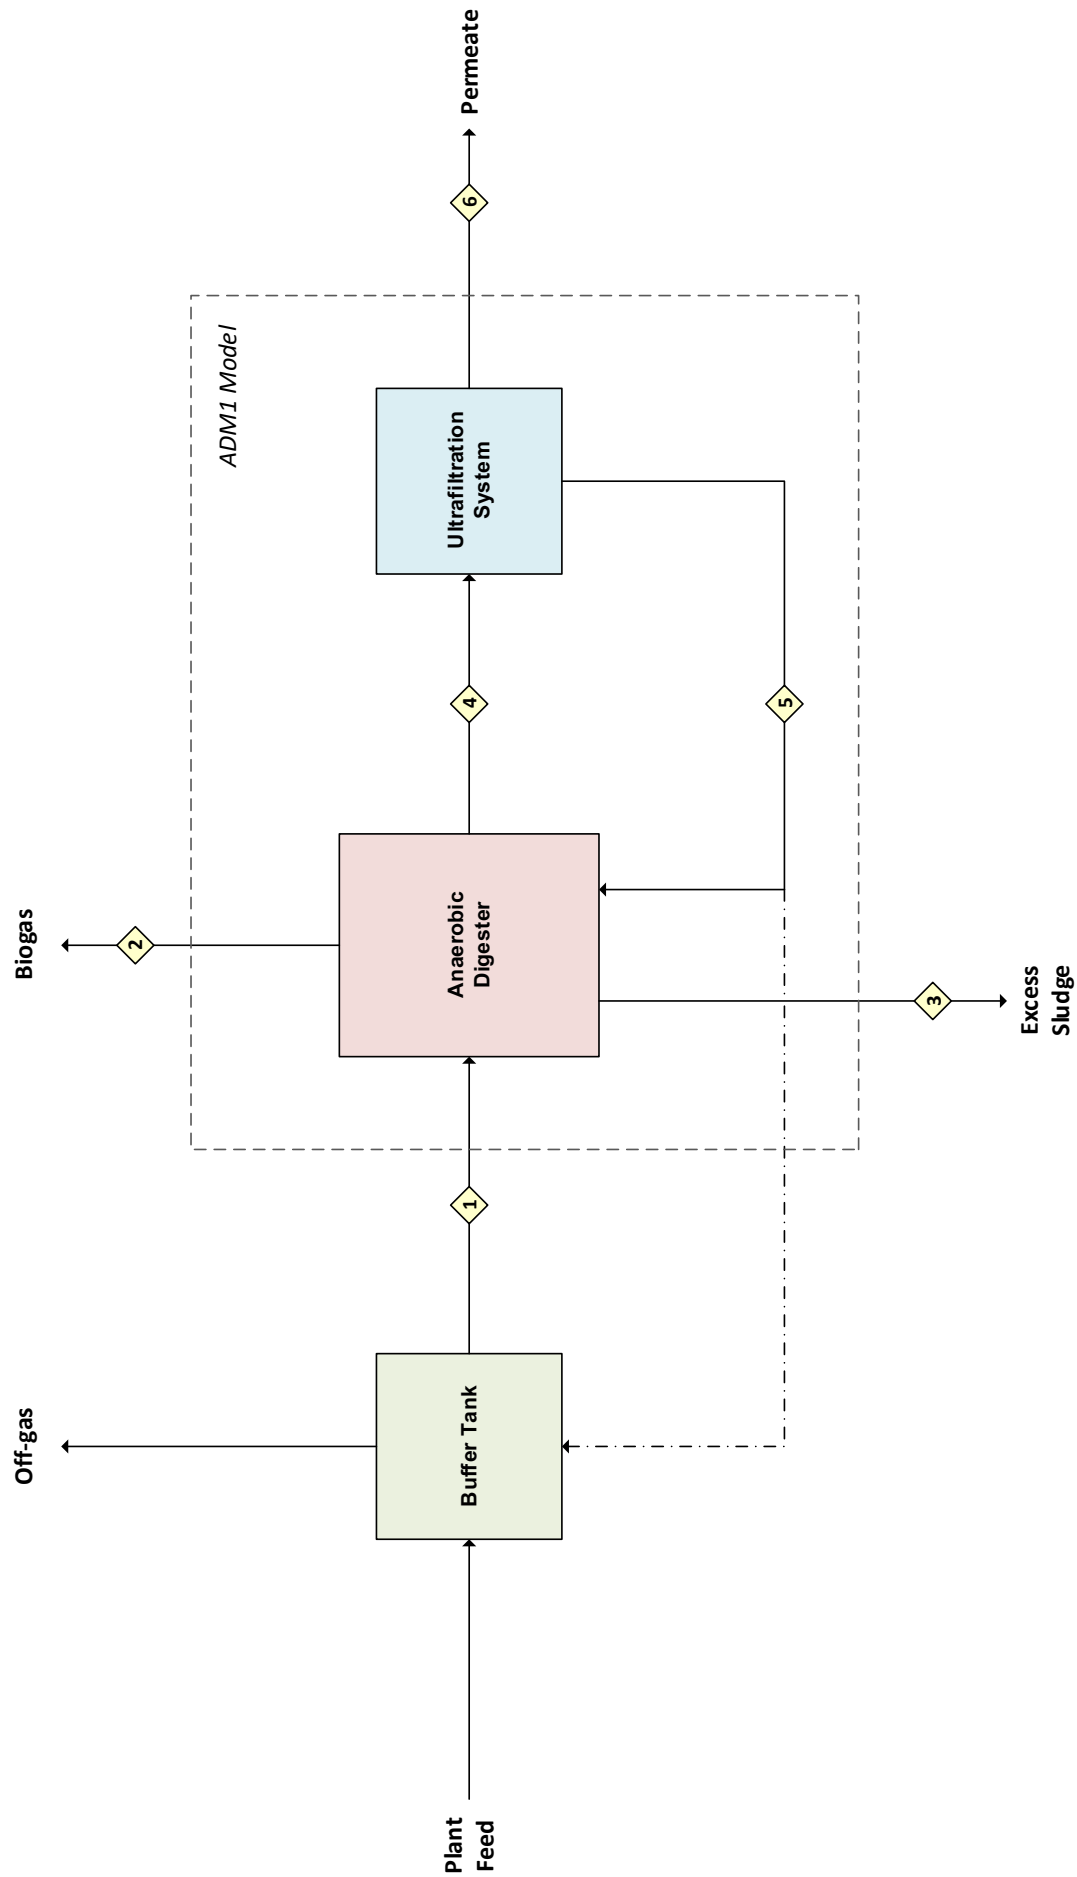 Off-gas
Biogas
2
ADM1 Model
Plant
Feed
Buffer Tank
1
Anaerobic
Digester
4
Ultrafiltration
System
6
Permeate
5
3
Excess
Sludge